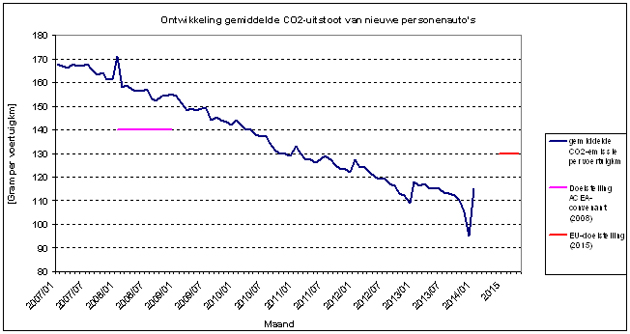 Ontwikkeling gemiddelde CO2-uitstoot van nieuwe personenauto's
[Gram per voertuigkm]
180
170
160
150
140
130
120
110
100
90
80
2007/01
2007/07
2008/01
2008/07
2009/01
2009/07
2010/01
2010/07
2011/01
2011/07
2012/01
2012/07
2013/01
2013/07
2014/01
2015
Maand
gemiddelde
CO2-emissie
per voertuigkm
Doelstelling
ACEA-
convenant
(2008)
EU-doelstelling
(2015)